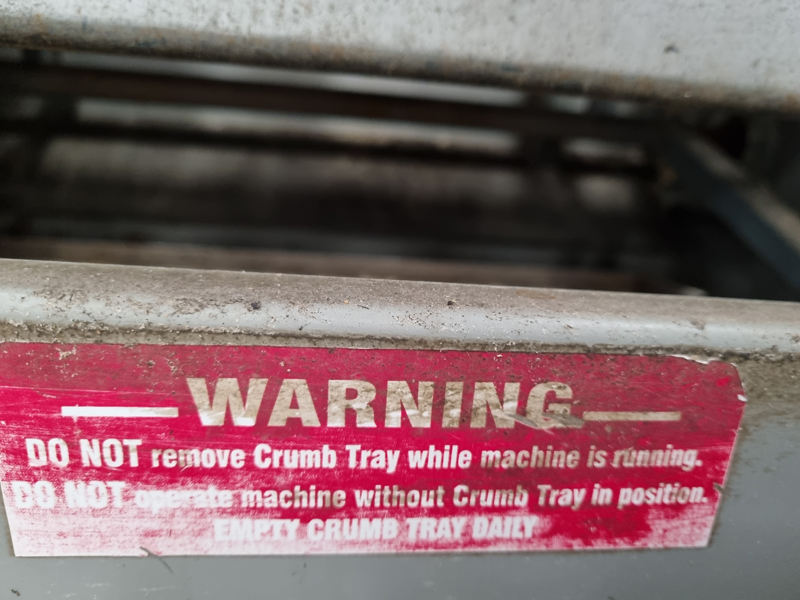 WARNING
DO NOT remove Crumb Tray while machine is running.
DO NOT operate machine without Crumb Tray in position.
EMPTY CRUMB TRAY DAILY